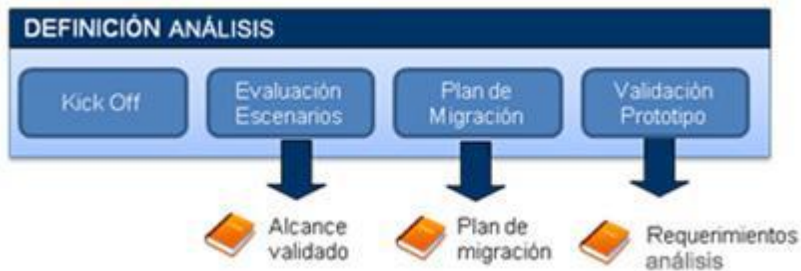 DEFINICIÓN ANÁLISIS
Kick Off
Evaluación
Escenarios
Plan de
Migración
Validación
Prototipo
Alcance
validado
Plan de
migración
Requerimientos
análisis